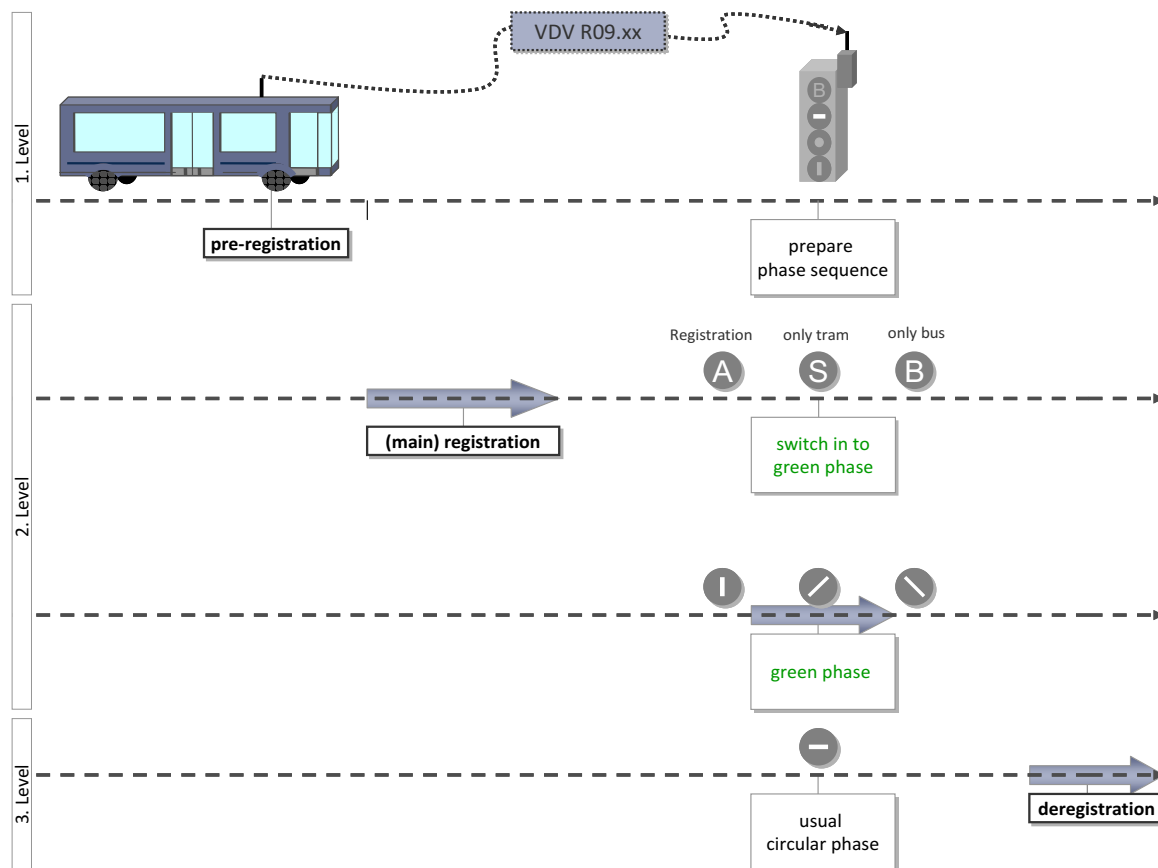 VDV R09.xx
B
1. Level
pre-registration
prepare
phase sequence
Registration
only tram
only bus
A
S
B
(main) registration
switch in to
green phase
2. Level
green phase
3. Level
usual
circular phase
deregistration